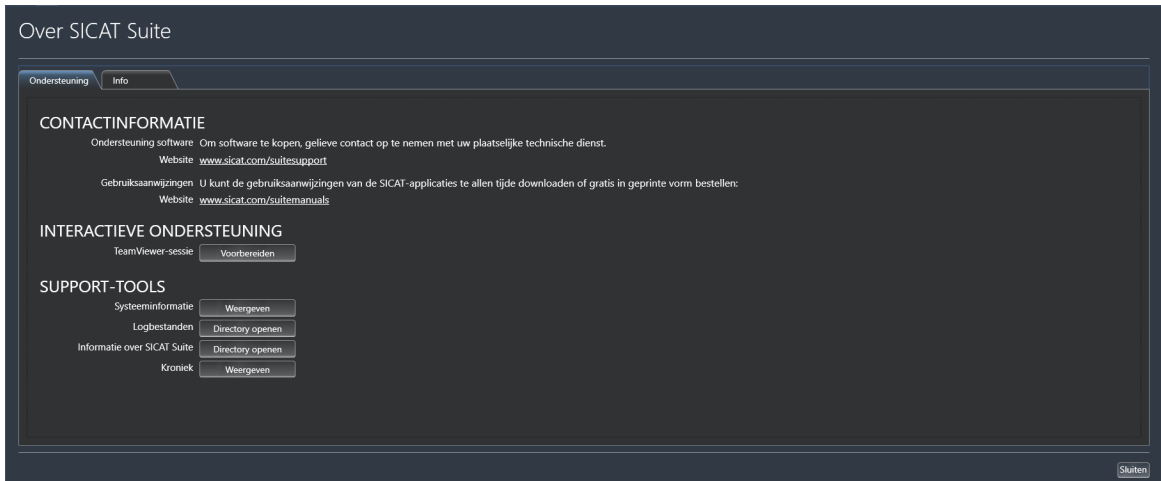 Over SICAT Suite
Ondersteuning Info
CONTACTINFORMATIE
Ondersteuning software Om software te kopen, gelieve contact op te nemen met uw plaatselijke technische dienst.
Website www.sicat.com/suitesupport
Gebruiksaanwijzingen U kunt de gebruiksaanwijzingen van de SICAT-applicaties te allen tijde downloaden of gratis in geprinte vorm bestellen:
Website www.sicat.com/suitemanuals
INTERACTIEVE ONDERSTEUNING
TeamViewer-sessie Voorbereiden
SUPPORT-TOOLS
Systeeminformatie Weergeven
Logbestanden Directory openen
Informatie over SICAT Suite Directory openen
Kroniek Weergeven
Sluiten